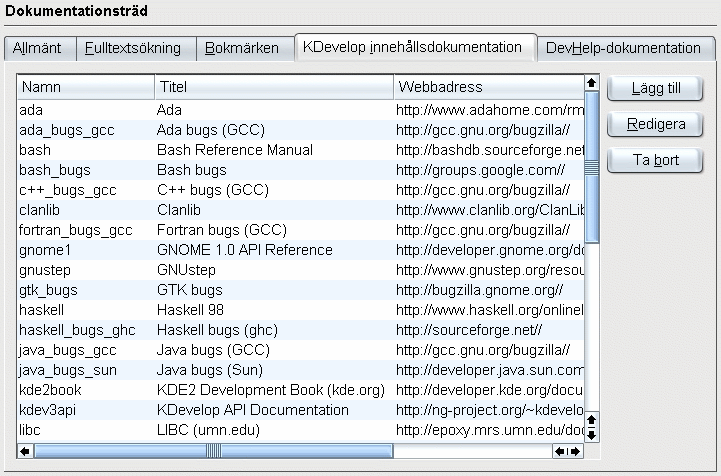 Dokumentationsträd
Allmänt Fulltextsökning Bokmärken KDevelop innehållsdokumentation DevHelp-dokumentation
Namn Titel Webbadress
Lägg till
ada Ada http://www.adahome.com/rm
ada_bugs_gcc Ada bugs (GCC) http://gcc.gnu.org/bugzilla//
Redigera
bash Bash Reference Manual http://bashdb.sourceforge.net
Ta bort
bash_bugs Bash bugs http://groups.google.com//
c++_bugs_gcc C++ bugs (GCC) http://gcc.gnu.org/bugzilla//
clanlib Clanlib http://www.clanlib.org/ClanLib
fortran_bugs_gcc Fortran bugs (GCC) http://gcc.gnu.org/bugzilla//
gnome1 GNOME 1.0 API Reference http://developer.gnome.org/do
gnustep GNUstep http://www.gnustep.org/resou
gtk_bugs GTK bugs http://bugzilla.gnome.org//
haskell Haskell 98 http://www.haskell.org/onlinel
haskell_bugs_ghc Haskell bugs (ghc) http://sourceforge.net//
java_bugs_gcc Java bugs (GCC) http://gcc.gnu.org/bugzilla//
java_bugs_sun Java bugs (Sun) http://developer.java.sun.com
kde2book KDE2 Development Book (kde.org) http://developer.kde.org/docu
kdev3api KDevelop API Documentation http://ng-project.org/~kdevelo
libc LIBC (umn.edu) http://epoxy.mrs.umn.edu/doc